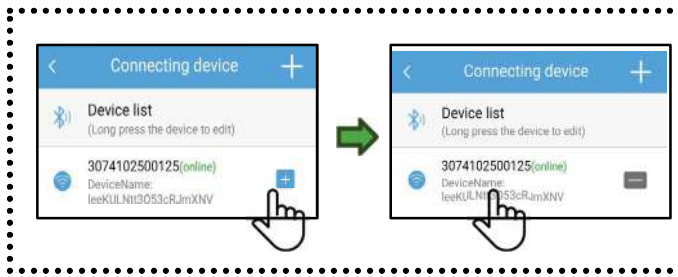 Connecting device
Device list
(Long press the device to edit)
3074102500125(online)
DeviceName:
leeKULNtt3O53cRJmXNV
Connecting device
Device list
(Long press the device to edit)
3074102500125(online)
DeviceName: